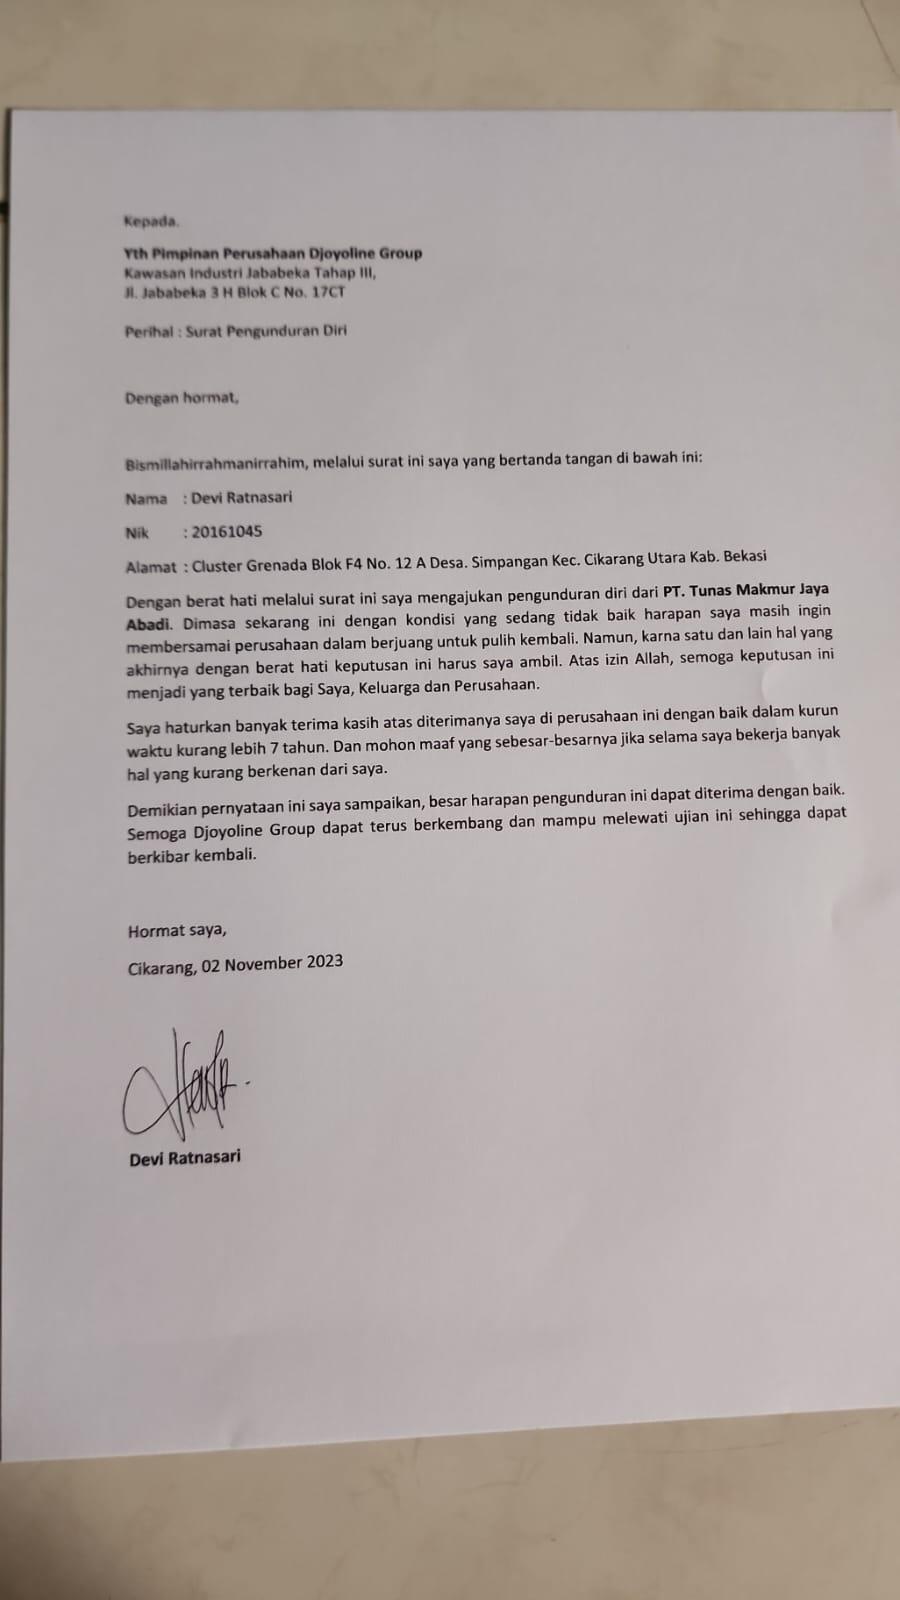 Kepada.
Yth Pimpinan Perusahaan Djoyoline Group
Kawasan Industri Jababeka Tahap III,
Jl. Jababeka 3 H Blok C No. 17CT
Perihal : Surat Pengunduran Diri
Dengan hormat,
Bismillahirrahmanirrahim, melalui surat ini saya yang bertanda tangan di bawah ini:
Nama : Devi Ratnasari
Nik : 20161045
Alamat : Cluster Grenada Blok F4 No. 12 A Desa. Simpangan Kec. Cikarang Utara Kab. Bekasi
Dengan berat hati melalui surat ini saya mengajukan pengunduran diri dari PT. Tunas Makmur Jaya
Abadi. Dimasa sekarang ini dengan kondisi yang sedang tidak baik harapan saya masih ingin
membersamai perusahaan dalam berjuang untuk pulih kembali. Namun, karna satu dan lain hal yang
akhirnya dengan berat hati keputusan ini harus saya ambil. Atas izin Allah, semoga keputusan ini
menjadi yang terbaik bagi Saya, Keluarga dan Perusahaan.
Saya haturkan banyak terima kasih atas diterimanya saya di perusahaan ini dengan baik dalam kurun
waktu kurang lebih 7 tahun. Dan mohon maaf yang sebesar-besarnya jika selama saya bekerja banyak
hal yang kurang berkenan dari saya.
Demikian pernyataan ini saya sampaikan, besar harapan pengunduran ini dapat diterima dengan baik.
Semoga Djoyoline Group dapat terus berkembang dan mampu melewati ujian ini sehingga dapat
berkibar kembali.
Hormat saya,
Cikarang, 02 November 2023
Devi Ratnasari